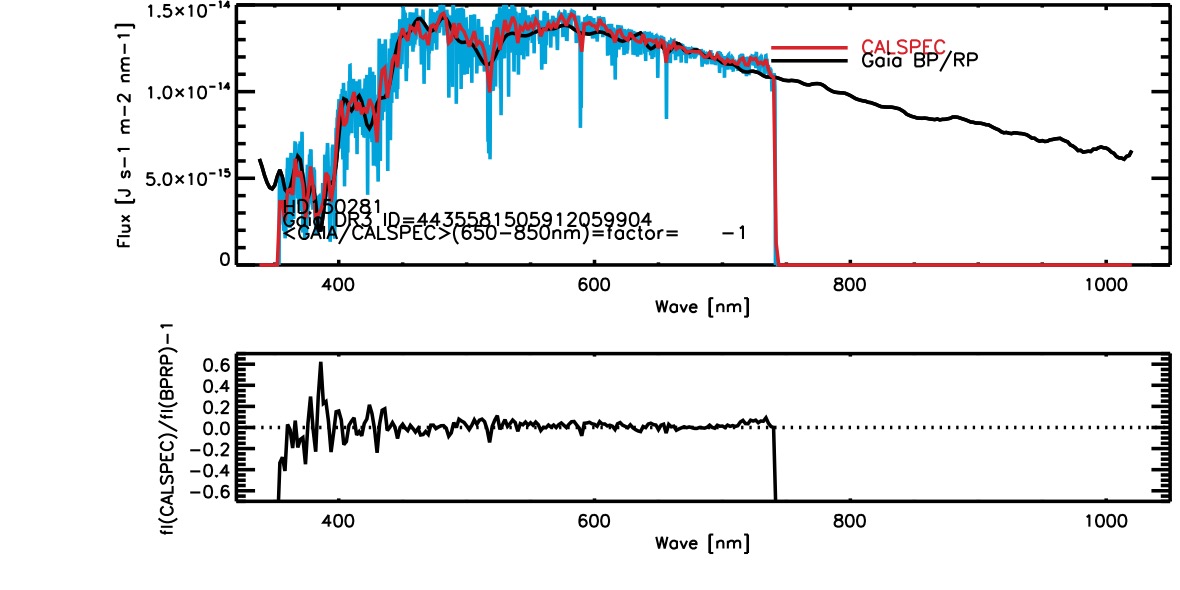 1.5×10−14
1.0×10−14
5.0×10−15
0
Flux [J s−1 m−2 nm−1]
CALSPEC
Gaia BP/RP
HD150281
Gaia DR3 ID=4435581505912059904
<GAIA/CALSPEC>(650−850nm)=factor= −1
400 600 800 1000
Wave [nm]
fl(CALSPEC)/fl(BPRP)−1
0.6
0.4
0.2
0.0
−0.2
−0.4
−0.6
400 600 800 1000
Wave [nm]